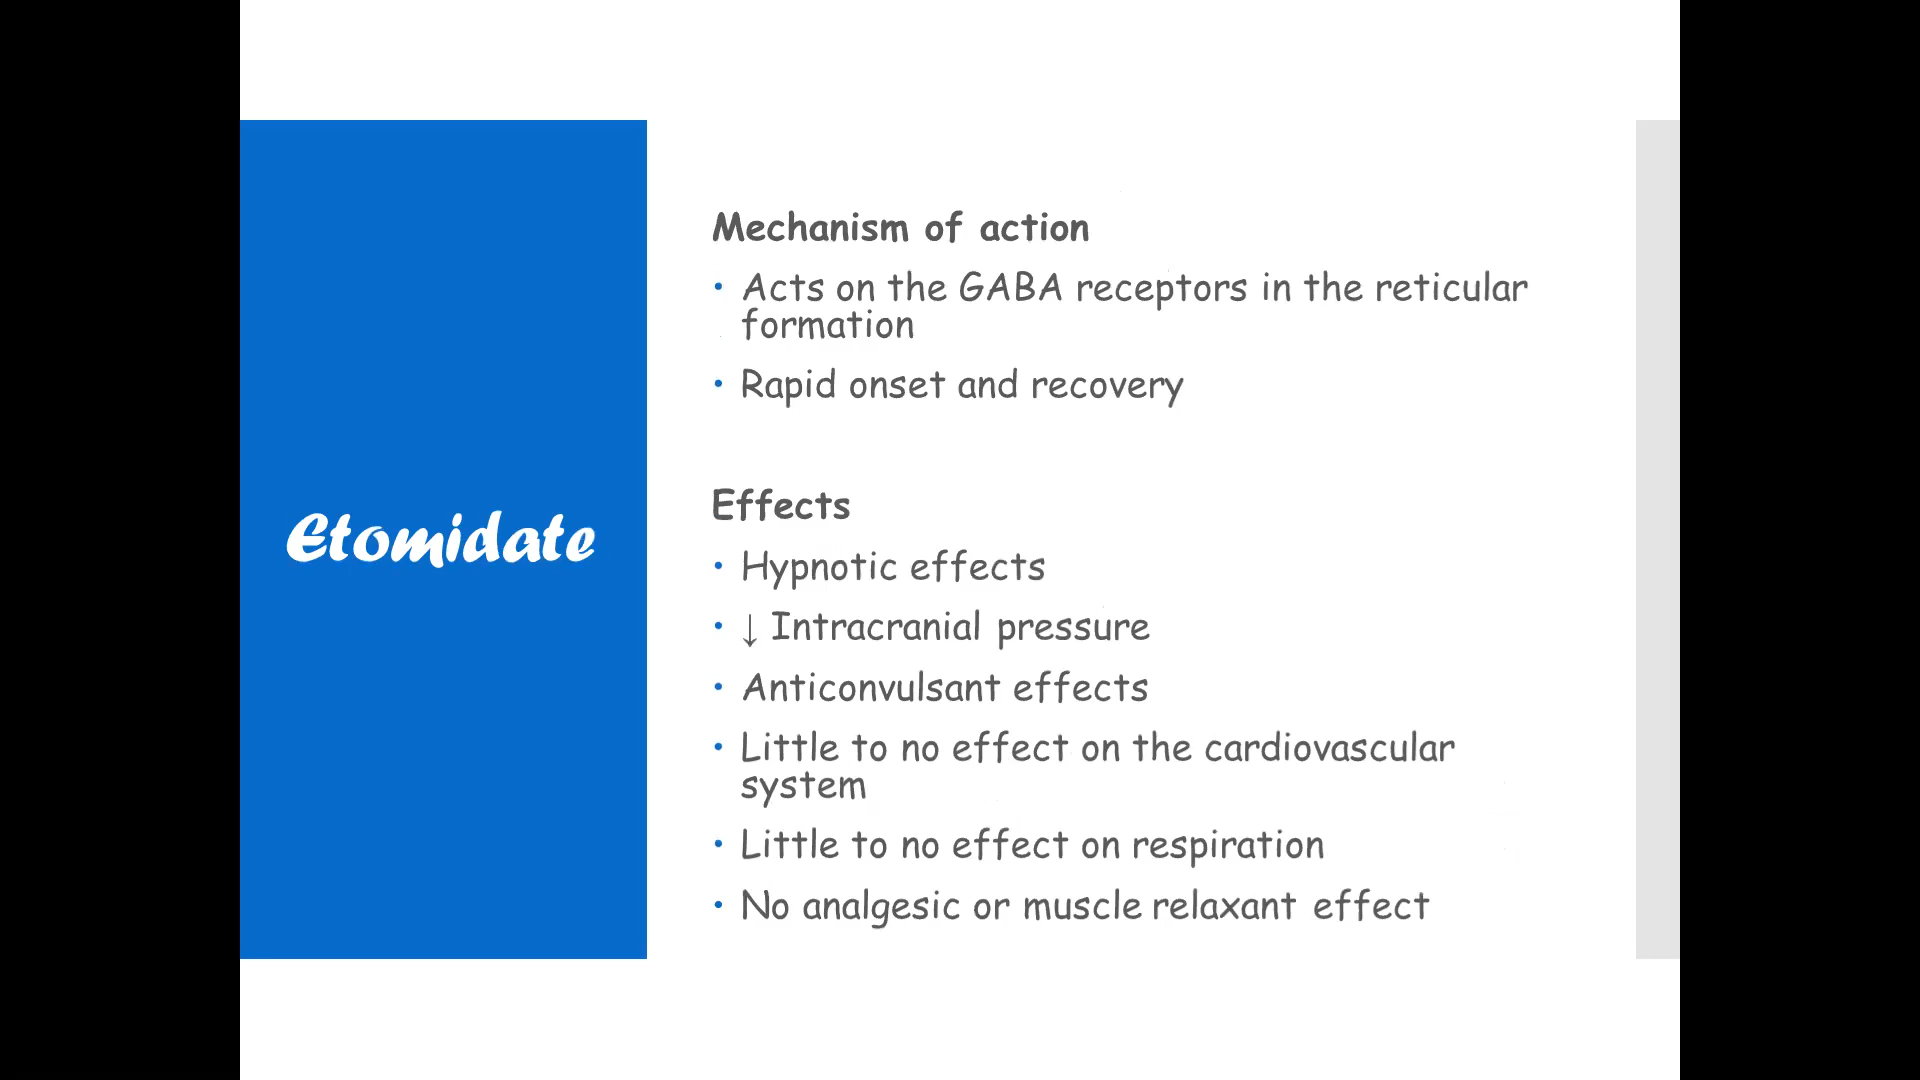 Etomidate
Mechanism of action
• Acts on the GABA receptors in the reticular
formation
• Rapid onset and recovery
Effects
• Hypnotic effects
• ↓ Intracranial pressure
• Anticonvulsant effects
• Little to no effect on the cardiovascular
system
• Little to no effect on respiration
• No analgesic or muscle relaxant effect